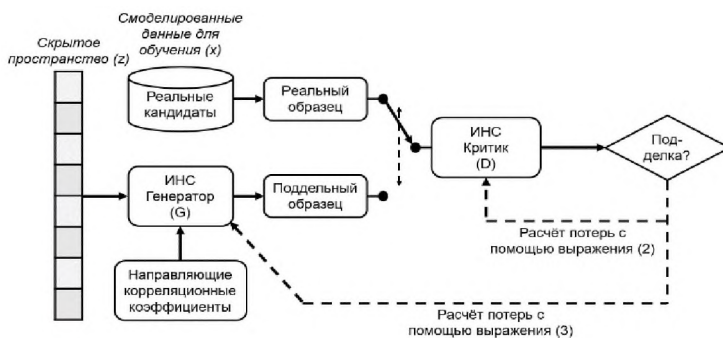 Скрытое
пространство (z)
Смоделированные
данные для
обучения (x)
Реальные
кандидаты
Реальный
образец
ИНС
Критик
(D)
Под-
делка?
ИНС
Генератор
(G)
Поддельный
образец
Расчёт потерь с
помощью выражения (2)
Направляющие
корреляционные
коэффициенты
Расчёт потерь с
помощью выражения (3)